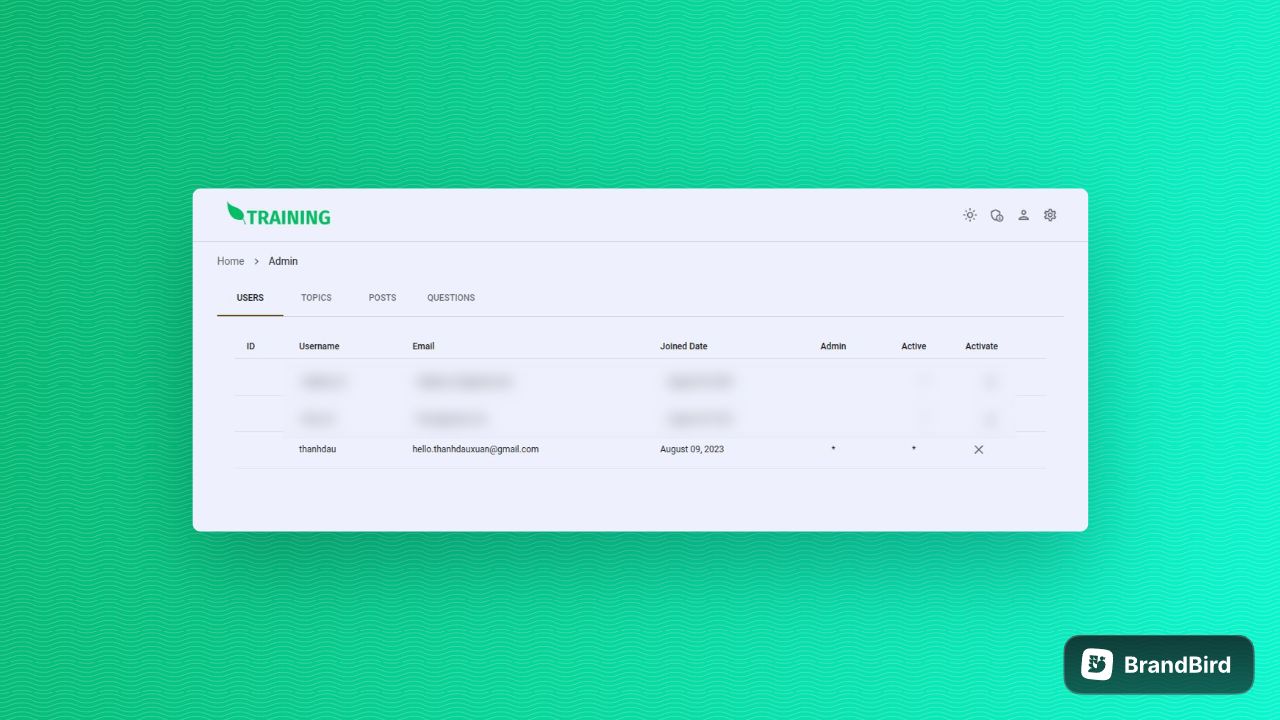 TRAINING
Home > Admin
USERS TOPICS POSTS QUESTIONS
ID Username Email Joined Date Admin Active Activate
thanhdau hello.thanhdauxuan@gmail.com August 09, 2023 * *
BrandBird